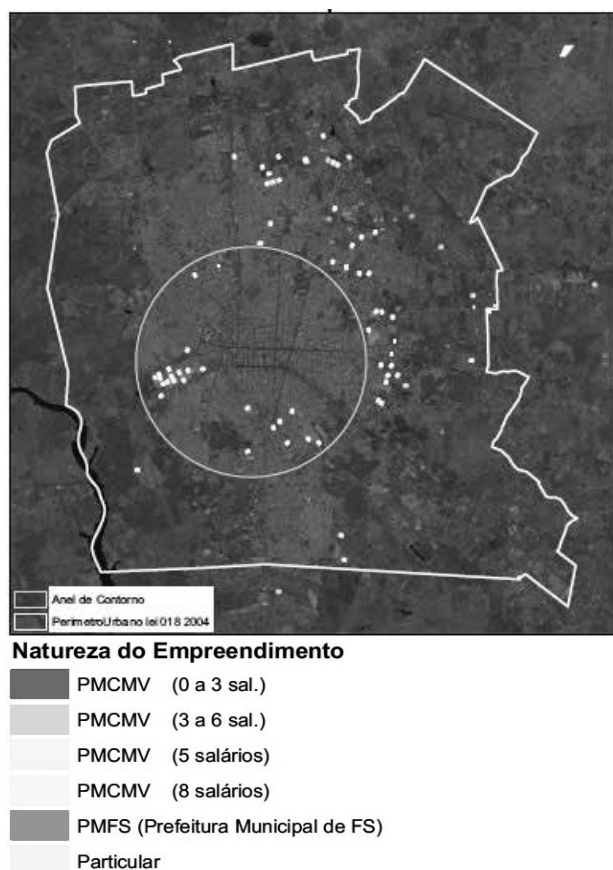 Anel de Contorno
PerimetroUrbano lei 018 2004
Natureza do Empreendimento
PMCMV (0 a 3 sal.)
PMCMV (3 a 6 sal.)
PMCMV (5 salários)
PMCMV (8 salários)
PMFS (Prefeitura Municipal de FS)
Particular